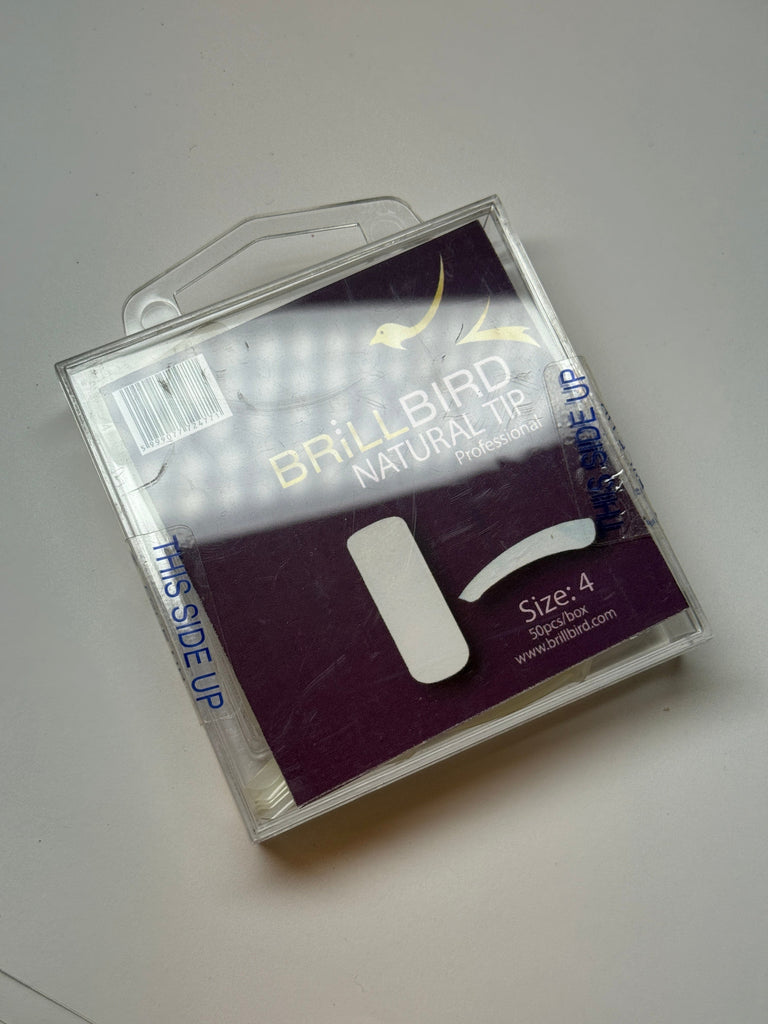 BRiLLBIRD
NATURAL TIP
Professional
THIS SIDE UP
THIS SIDE UP
Size: 4
50pcs/box
www.brillbird.com